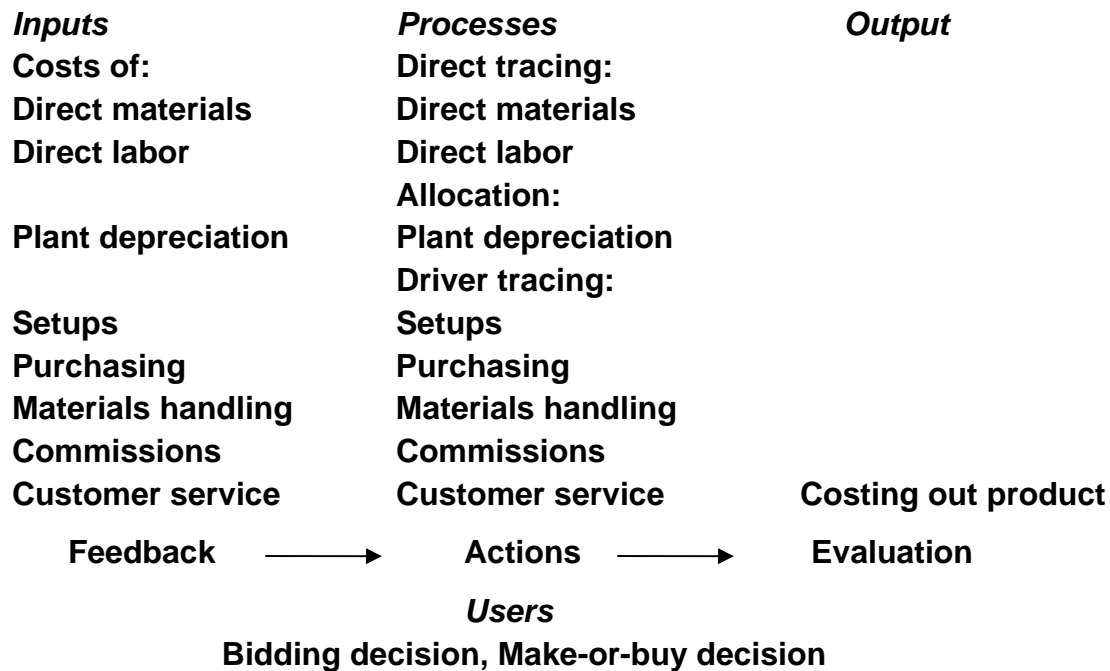 Inputs Processes Output
Costs of: Direct tracing:
Direct materials Direct materials
Direct labor Direct labor
Allocation:
Plant depreciation Plant depreciation
Driver tracing:
Setups Setups
Purchasing Purchasing
Materials handling Materials handling
Commissions Commissions
Customer service Customer service Costing out product
Feedback Actions Evaluation
Users
Bidding decision, Make-or-buy decision